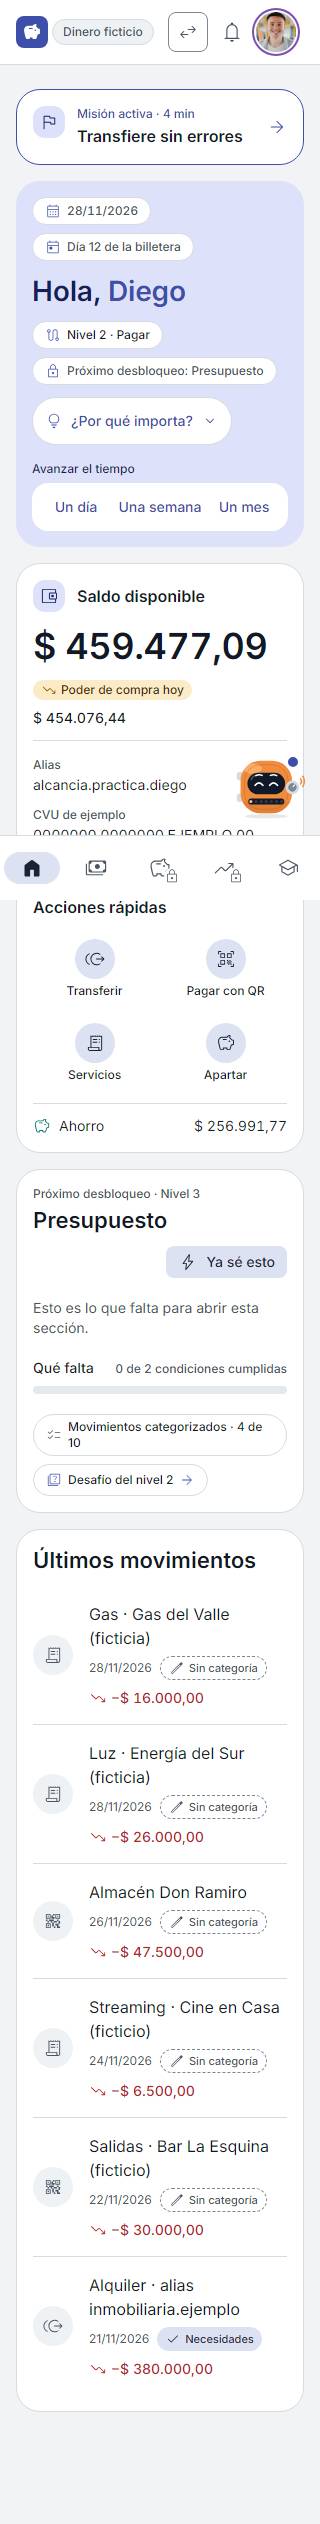 Dinero ficticio
Misión activa · 4 min
Transfiere sin errores
28/11/2026
Día 12 de la billetera
Hola, Diego
Nivel 2 · Pagar
Próximo desbloqueo: Presupuesto
¿Por qué importa?
Avanzar el tiempo
Un día Una semana Un mes
Saldo disponible
$ 459.477,09
Poder de compra hoy
$ 454.076,44
Alias
alcancia.practica.diego
CVU de ejemplo
0000000 0000000 EJEMPLO 00
Acciones rápidas
Transferir Pagar con QR
Servicios Apartar
Ahorro $ 256.991,77
Próximo desbloqueo · Nivel 3
Presupuesto
Ya sé esto
Esto es lo que falta para abrir esta
sección.
Qué falta 0 de 2 condiciones cumplidas
Movimientos categorizados · 4 de
10
Desafío del nivel 2
Últimos movimientos
Gas · Gas del Valle
(ficticia)
28/11/2026 Sin categoría
−$ 16.000,00
Luz · Energía del Sur
(ficticia)
28/11/2026 Sin categoría
−$ 26.000,00
Almacén Don Ramiro
26/11/2026 Sin categoría
−$ 47.500,00
Streaming · Cine en Casa
(ficticio)
24/11/2026 Sin categoría
−$ 6.500,00
Salidas · Bar La Esquina
(ficticio)
22/11/2026 Sin categoría
−$ 30.000,00
Alquiler · alias
inmobiliaria.ejemplo
21/11/2026 Necesidades
−$ 380.000,00